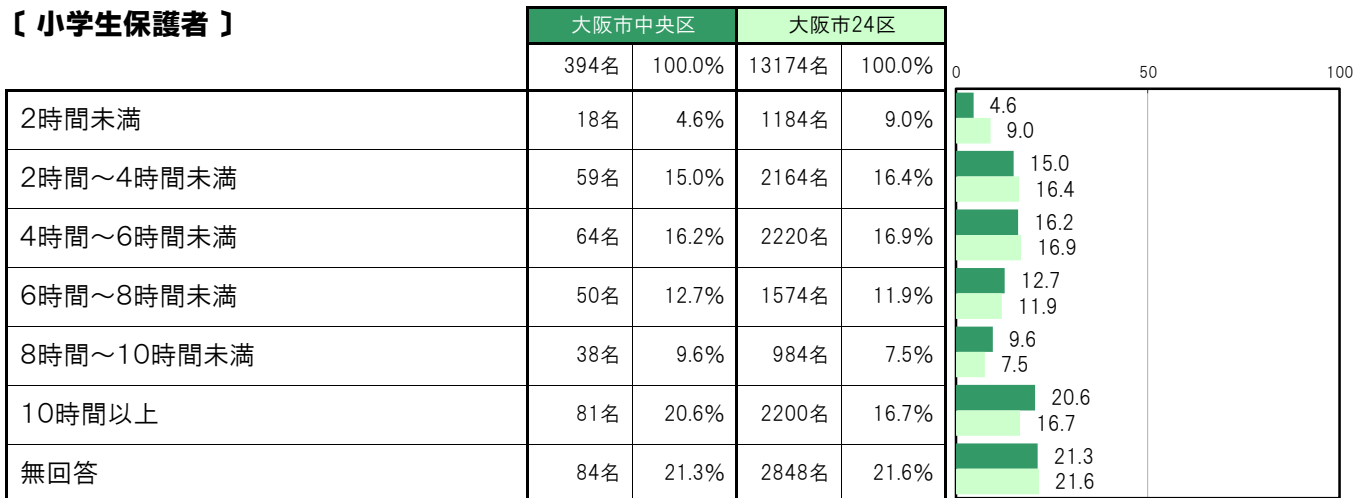 〔 小学生保護者 〕
大阪市中央区 大阪市24区
394名 100.0% 13174名 100.0%
0 50 100
2時間未満 18名 4.6% 1184名 9.0%
4.6
9.0
2時間～4時間未満 59名 15.0% 2164名 16.4%
15.0
16.4
4時間～6時間未満 64名 16.2% 2220名 16.9%
16.2
16.9
6時間～8時間未満 50名 12.7% 1574名 11.9%
12.7
11.9
8時間～10時間未満 38名 9.6% 984名 7.5%
9.6
7.5
10時間以上 81名 20.6% 2200名 16.7%
20.6
16.7
無回答 84名 21.3% 2848名 21.6%
21.3
21.6